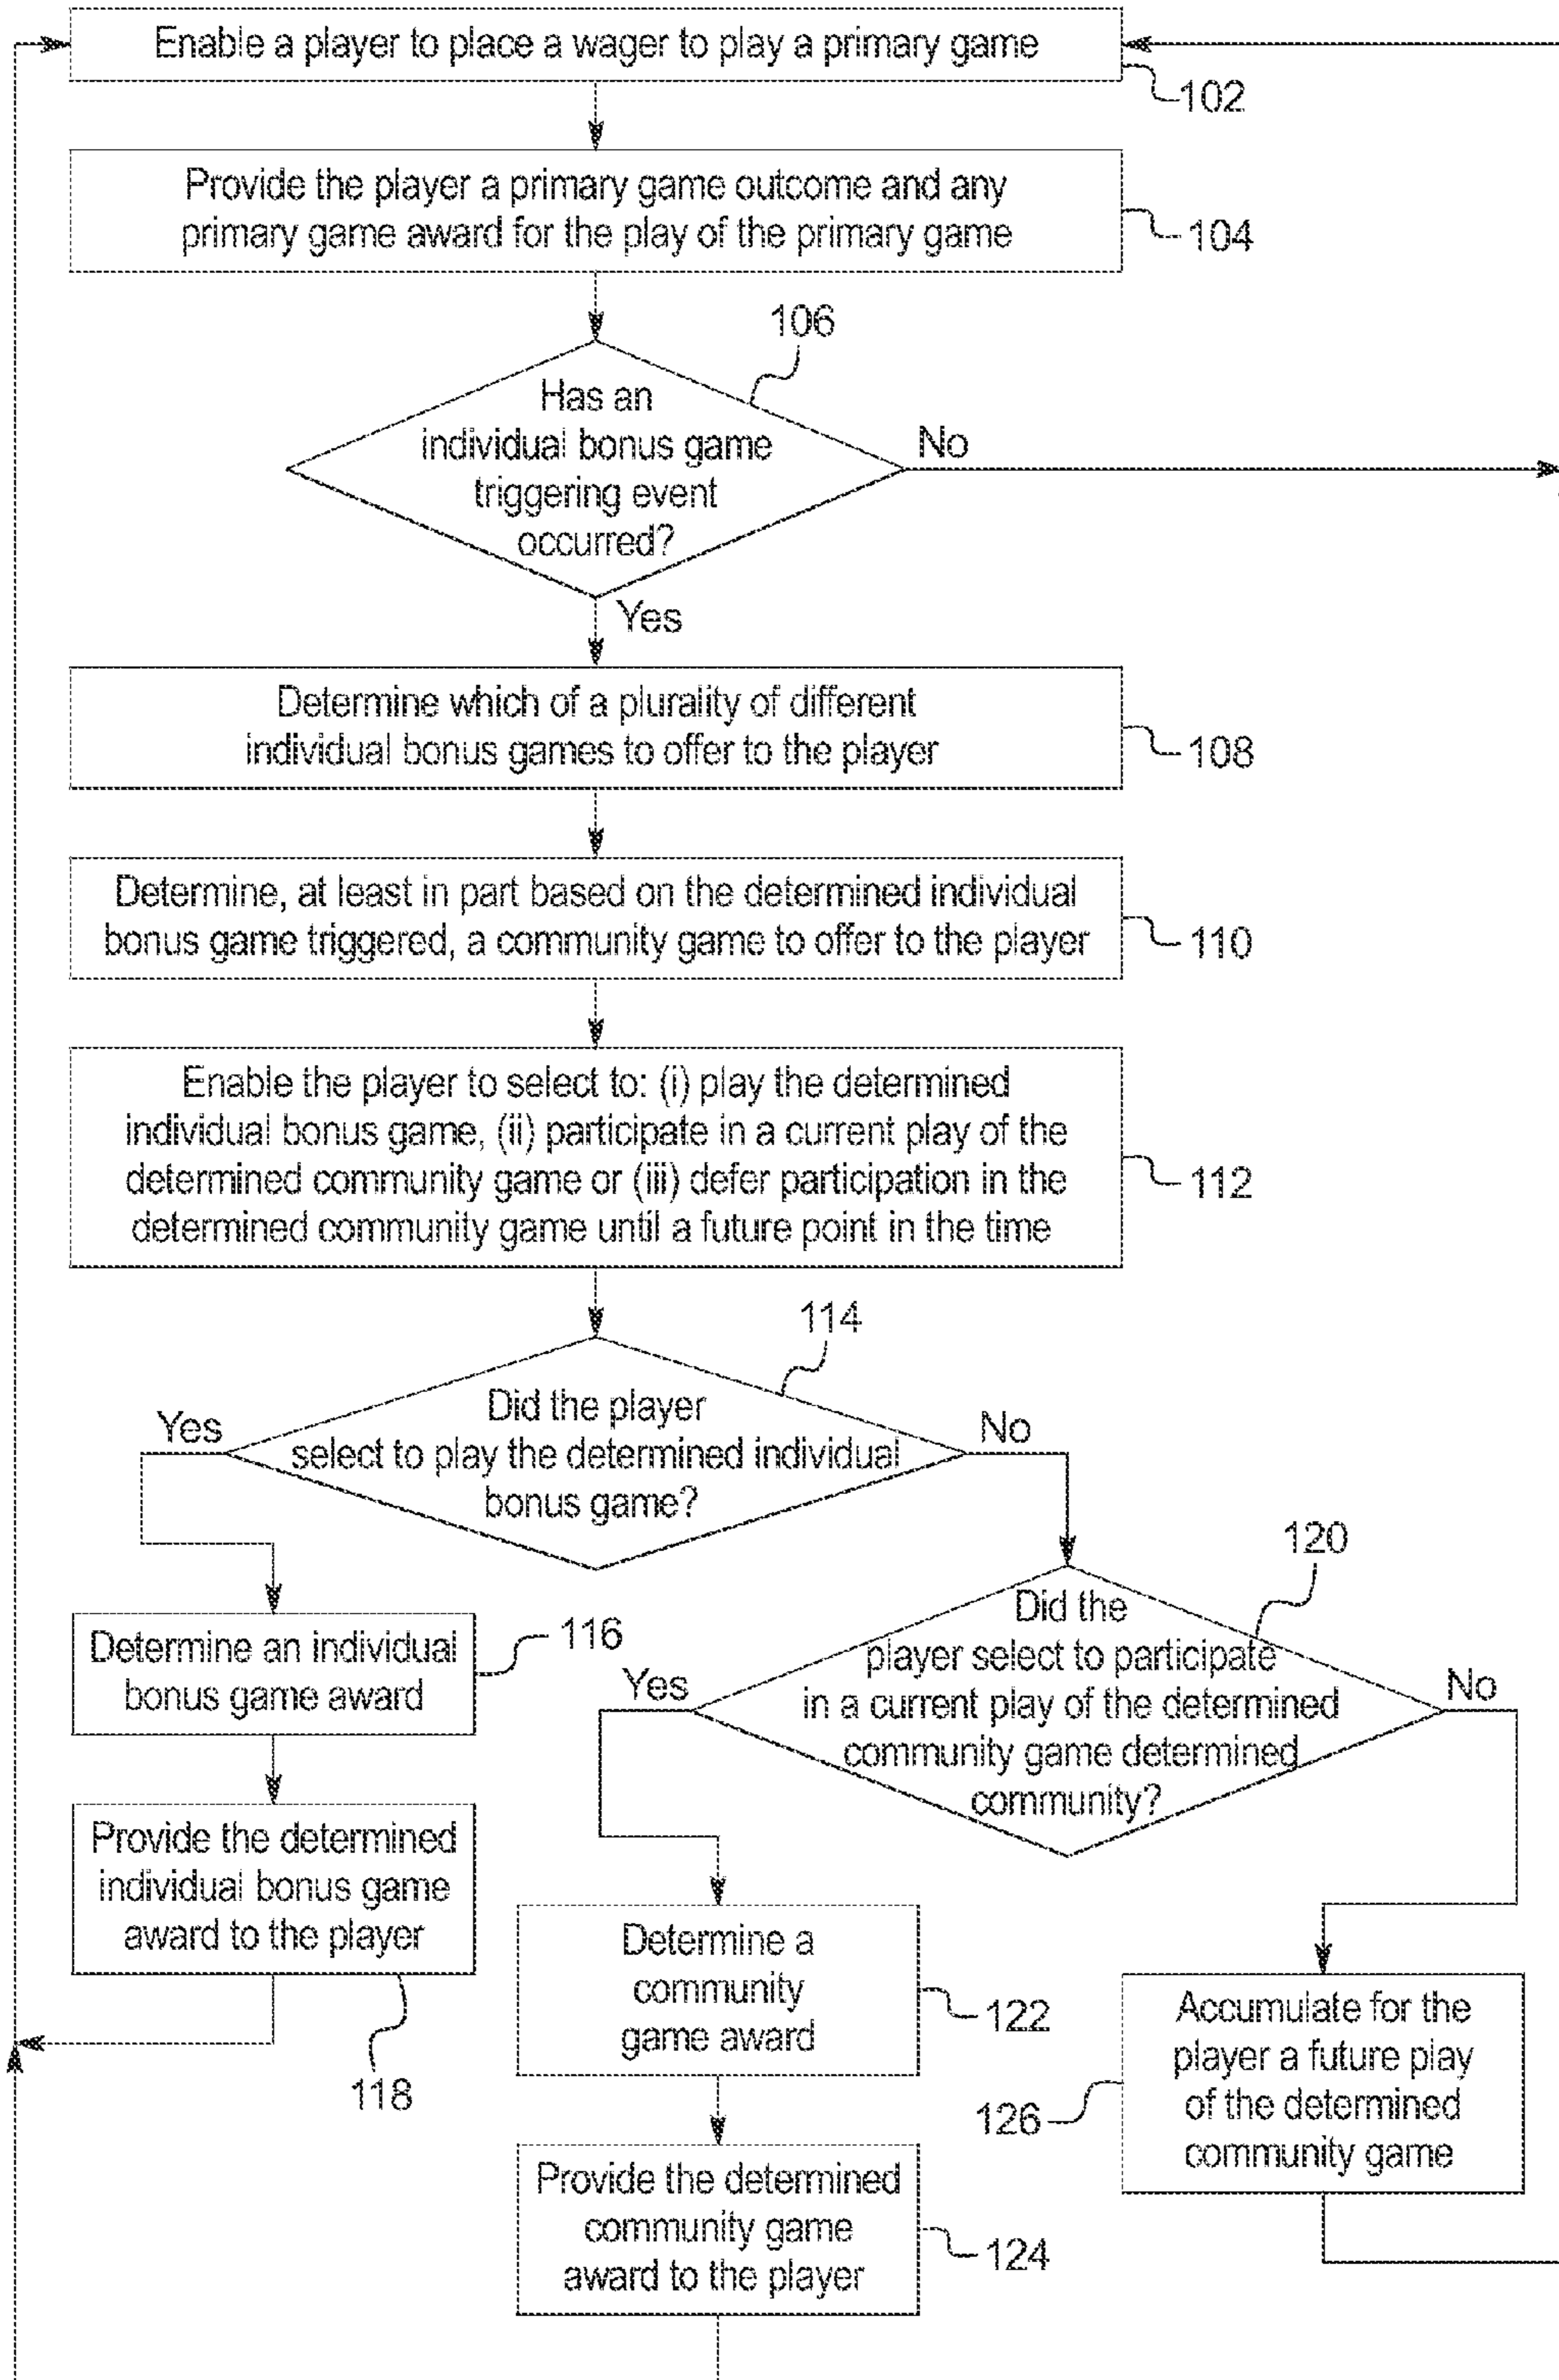 Enable a player to place a wager to play a primary game
102
Provide the player a primary game outcome and any
primary game award for the play of the primary game
104
106
Has an
individual bonus game
triggering event
occurred?
No
Yes
Determine which of a plurality of different
individual bonus games to offer to the player
108
Determine, at least in part based on the determined individual
bonus game triggered, a community game to offer to the player
110
Enable the player to select to: (i) play the determined
individual bonus game, (ii) participate in a current play of the
determined community game or (iii) defer participation in the
determined community game until a future point in the time
112
114
Did the player
select to play the determined individual
bonus game?
Yes
No
120
Did the
player select to participate
in a current play of the determined
community game determined
community?
Yes
No
Determine an individual
bonus game award
116
Provide the determined
individual bonus game
award to the player
118
Determine a
community
game award
122
Provide the determined
community game
award to the player
124
Accumulate for the
player a future play
of the determined
community game
126